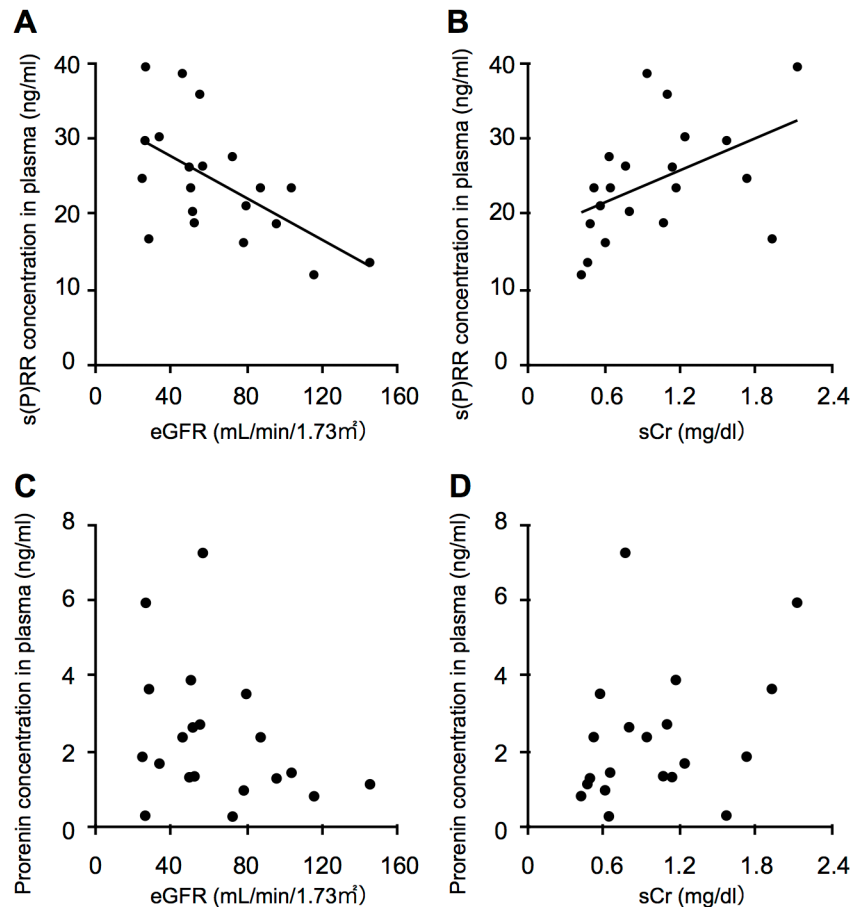 A
s(P)RR concentration in plasma (ng/ml)
40
30
20
10
0
0 40 80 120 160
eGFR (mL/min/1.73㎡)
B
s(P)RR concentration in plasma (ng/ml)
40
30
20
10
0
0 0.6 1.2 1.8 2.4
sCr (mg/dl)
C
Prorenin concentration in plasma (ng/ml)
8
6
4
2
0
0 40 80 120 160
eGFR (mL/min/1.73㎡)
D
Prorenin concentration in plasma (ng/ml)
8
6
4
2
0
0 0.6 1.2 1.8 2.4
sCr (mg/dl)